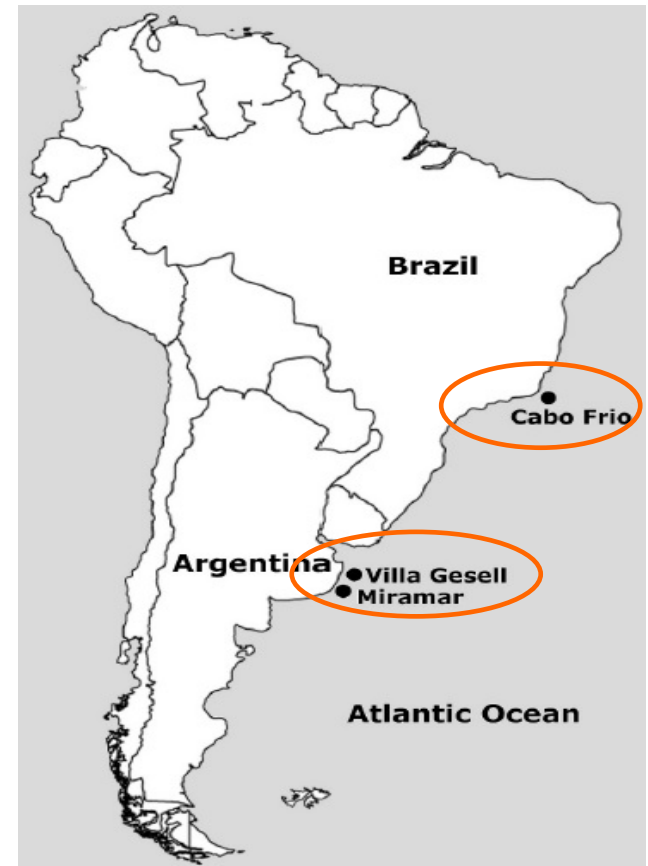 Brazil
Cabo Frio
Argentina
Villa Gesell
Miramar
Atlantic Ocean